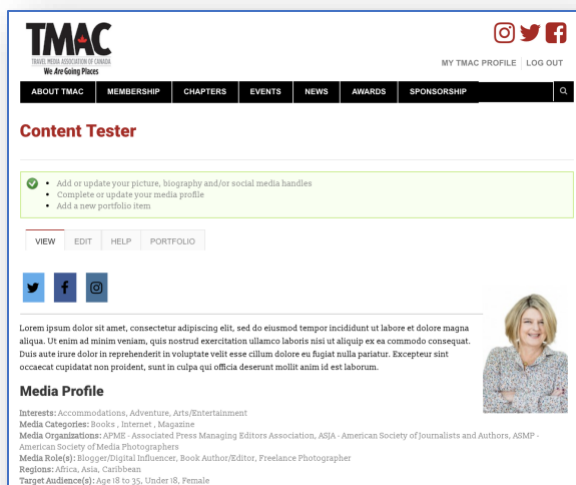 TMAC
TRAVEL MEDIA ASSOCIATION OF CANADA
We Are Going Places
MY TMAC PROFILE | LOG OUT
ABOUT TMAC MEMBERSHIP CHAPTERS EVENTS NEWS AWARDS SPONSORSHIP
Content Tester
• Add or update your picture, biography and/or social media handles
• Complete or update your media profile
• Add a new portfolio item
VIEW EDIT HELP PORTFOLIO
Lorem ipsum dolor sit amet, consectetur adipiscing elit, sed do eiusmod tempor incididunt ut labore et dolore magna
aliqua. Ut enim ad minim veniam, quis nostrud exercitation ullamco laboris nisi ut aliquip ex ea commodo consequat.
Duis aute irure dolor in reprehenderit in voluptate velit esse cillum dolore eu fugiat nulla pariatur. Excepteur sint
occaecat cupidatat non proident, sunt in culpa qui officia deserunt mollit anim id est laborum.
Media Profile
Interests: Accommodations, Adventure, Arts/Entertainment
Media Categories: Books , Internet , Magazine
Media Organizations: APME - Associated Press Managing Editors Association, ASJA - American Society of Journalists and Authors, ASMP -
American Society of Media Photographers
Media Role(s): Blogger/Digital Influencer, Book Author/Editor, Freelance Photographer
Regions: Africa, Asia, Caribbean
Target Audience(s): Age 18 to 35, Under 18, Female